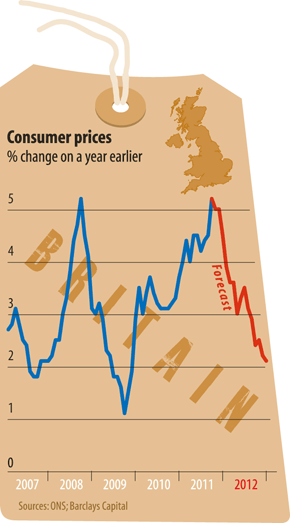 Consumer prices
% change on a year earlier
5
4
3
2
1
0
BRITAIN
Forecast
2007 2008 2009 2010 2011 2012
Sources: ONS; Barclays Capital